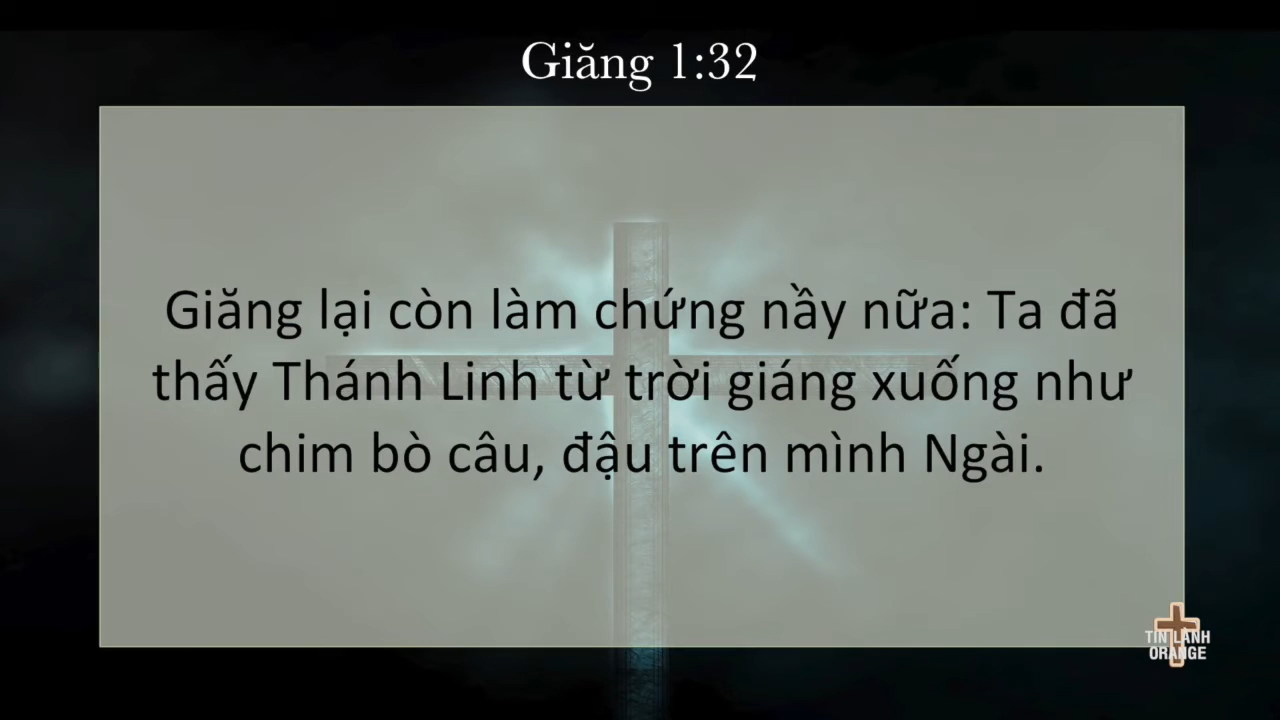 Giăng 1:32
Giăng lại còn làm chứng nầy nữa: Ta đã
thấy Thánh Linh từ trời giáng xuống như
chim bò câu, đậu trên mình Ngài.
TIN LÀNH
ORANGE